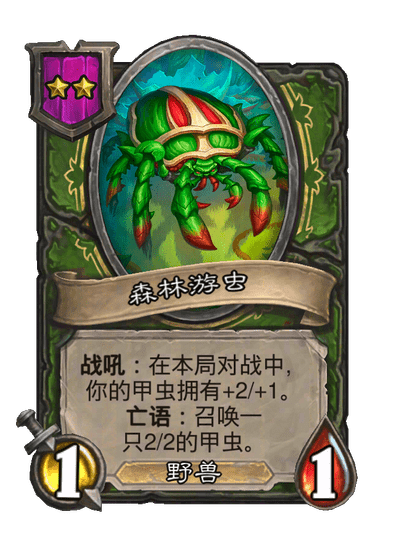 森林游虫
战吼：在本局对战中，
你的甲虫拥有+2/+1。
亡语：召唤一
只2/2的甲虫。
野兽
1
1